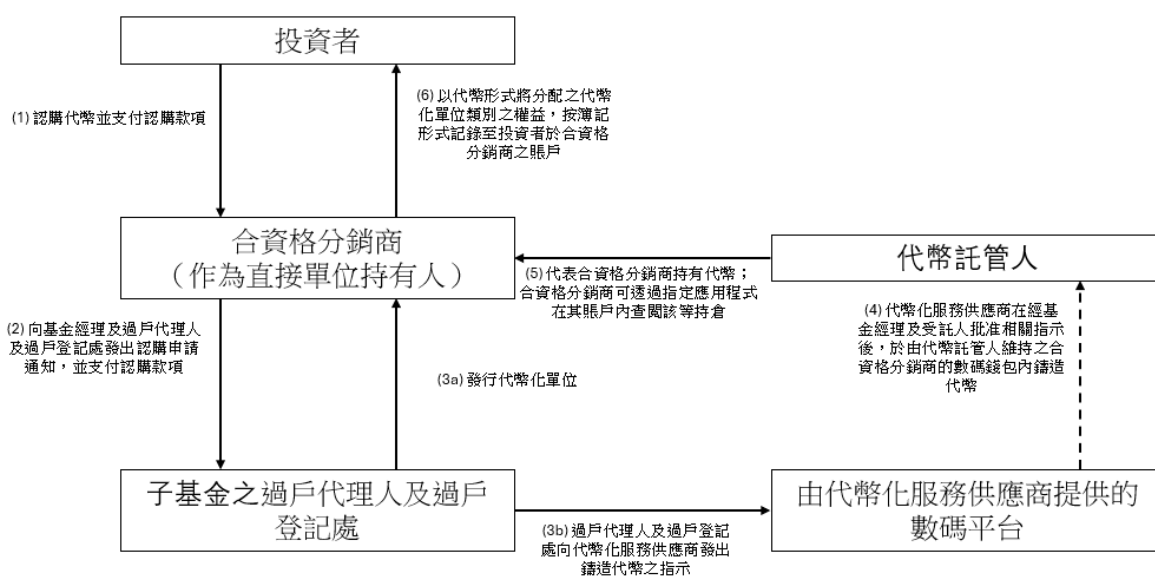 投資者
(1) 認購代幣並支付認購款項
(6) 以代幣形式將分配之代幣
化單位類別之權益，按簿記
形式記錄至投資者於合資格
分銷商之賬戶
合資格分銷商
（作為直接單位持有人）
代幣託管人
(5) 代表合資格分銷商持有代幣；
合資格分銷商可透過指定應用程式
在其賬戶內查閱該等持倉
(2) 向基金經理及過戶代理人
及過戶登記處發出認購申請
通知，並支付認購款項
(3a) 發行代幣化單位
(4) 代幣化服務供應商在經基
金經理及受託人批准相關指示
後，於由代幣託管人維持之合
資格分銷商的數碼錢包內鑄造
代幣
子基金之過戶代理人及過戶
登記處
(3b) 過戶代理人及過戶登記
處向代幣化服務供應商發出
鑄造代幣之指示
由代幣化服務供應商提供的
數碼平台